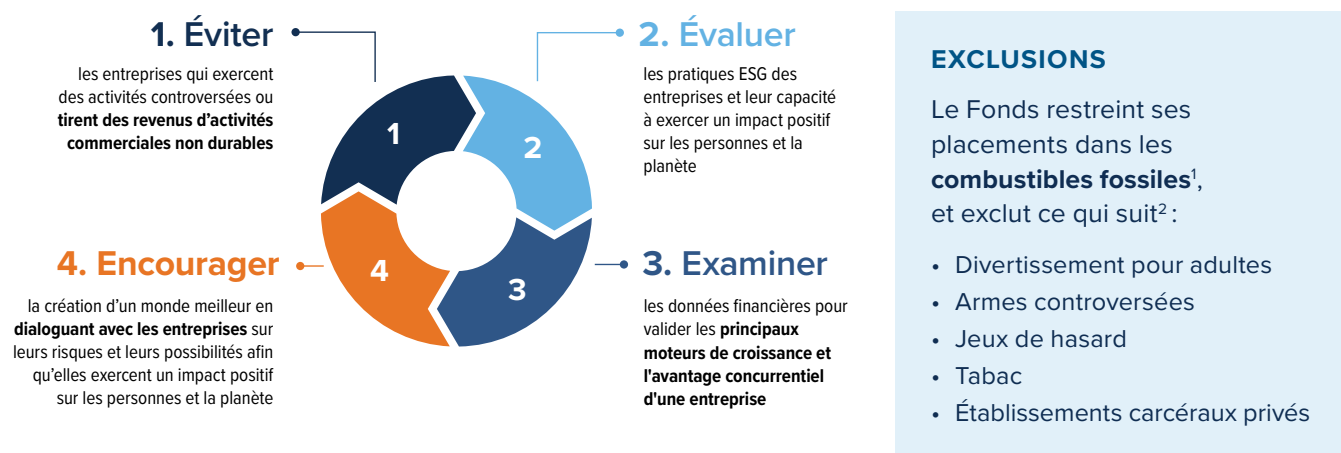 1. Éviter
les entreprises qui exercent
des activités controversées ou
tirent des revenus d'activités
commerciales non durables
2. Évaluer
les pratiques ESG des
entreprises et leur capacité
à exercer un impact positif
sur les personnes et la
planète
1
2
3
4
3. Examiner
les données financières pour
valider les principaux
moteurs de croissance et
l'avantage concurrentiel
d'une entreprise
4. Encourager
la création d'un monde meilleur en
dialoguant avec les entreprises sur
leurs risques et leurs possibilités afin
qu'elles exercent un impact positif
sur les personnes et la planète
EXCLUSIONS
Le Fonds restreint ses
placements dans les
combustibles fossiles¹,
et exclut ce qui suit² :
• Divertissement pour adultes
• Armes controversées
• Jeux de hasard
• Tabac
• Établissements carcéraux privés